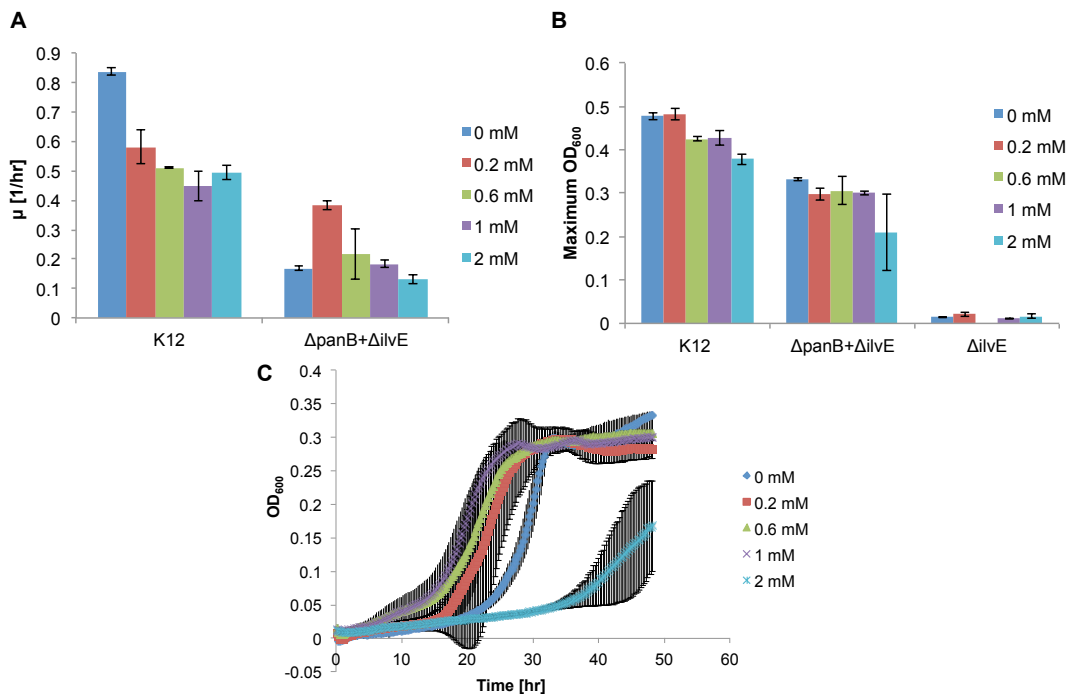 A
0.9
0.8
0.7
0.6
0.5
0.4
0.3
0.2
0.1
0
µ [1/hr]
K12
ΔpanB+ΔilvE
0 mM
0.2 mM
0.6 mM
1 mM
2 mM
B
0.6
0.5
0.4
0.3
0.2
0.1
0
Maximum OD600
K12
ΔpanB+ΔilvE
ΔilvE
0 mM
0.2 mM
0.6 mM
1 mM
2 mM
C
0.4
0.35
0.3
0.25
0.2
0.15
0.1
0.05
0
-0.05
OD600
0
10
20
30
40
50
60
Time [hr]
0 mM
0.2 mM
0.6 mM
1 mM
2 mM